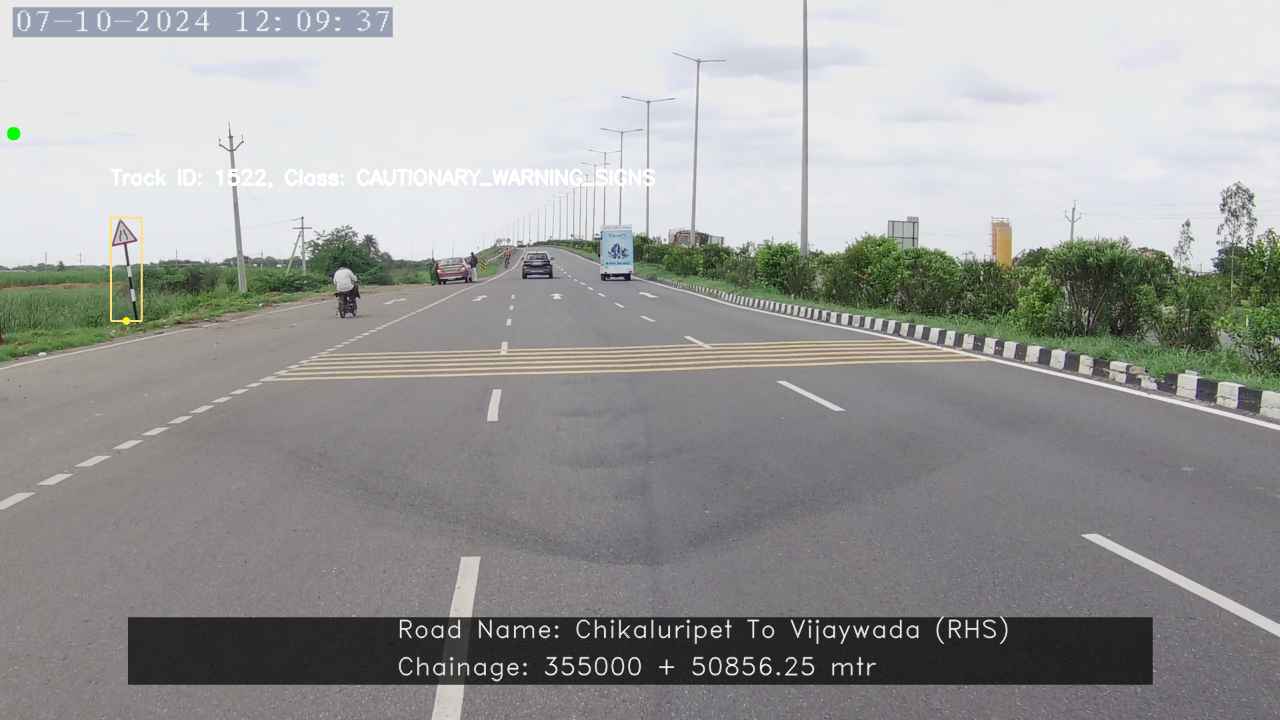 07-10-2024 12:09:37
Track ID: 1522, Class: CAUTIONARY_WARNING_SIGNS
Road Name: Chikaluripet To Vijaywada (RHS)
Chainage: 355000 + 50856.25 mtr